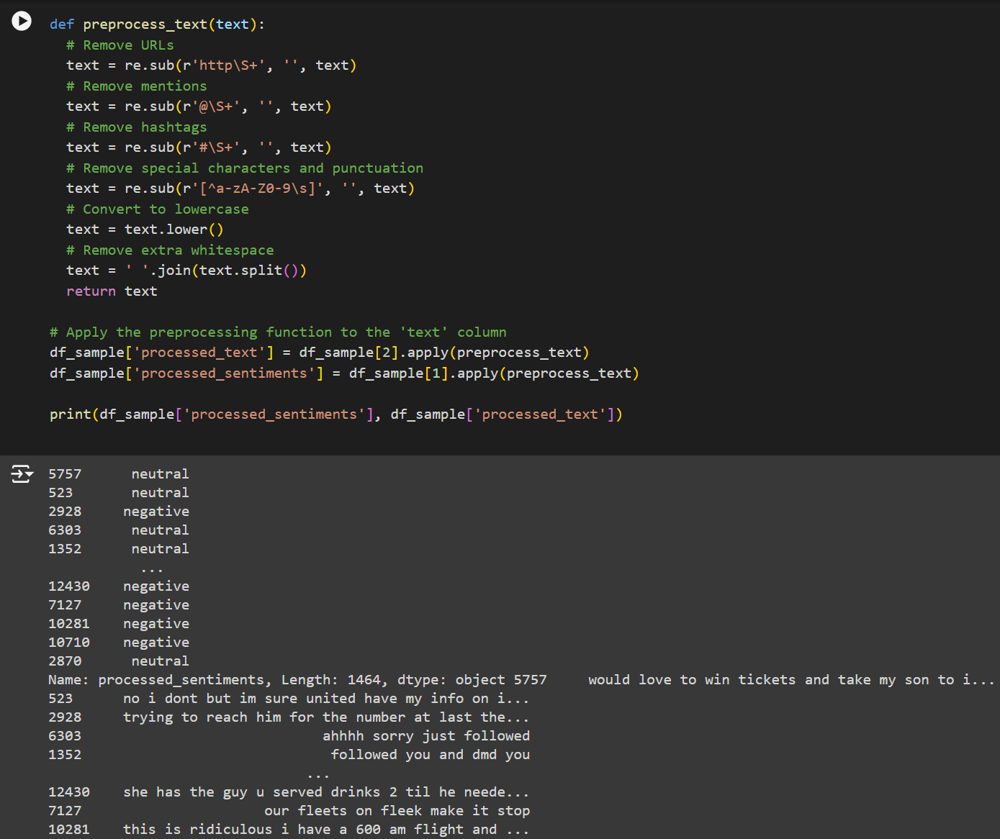 def preprocess_text(text):
  # Remove URLs
  text = re.sub(r'http\S+', '', text)
  # Remove mentions
  text = re.sub(r'@\S+', '', text)
  # Remove hashtags
  text = re.sub(r'#\S+', '', text)
  # Remove special characters and punctuation
  text = re.sub(r'[^a-zA-Z0-9\s]', '', text)
  # Convert to lowercase
  text = text.lower()
  # Remove extra whitespace
  text = ' '.join(text.split())
  return text

# Apply the preprocessing function to the 'text' column
df_sample['processed_text'] = df_sample[2].apply(preprocess_text)
df_sample['processed_sentiments'] = df_sample[1].apply(preprocess_text)

print(df_sample['processed_sentiments'], df_sample['processed_text'])

5757      neutral
523       neutral
2928     negative
6303      neutral
1352      neutral
           ...
12430    negative
7127     negative
10281    negative
10710    negative
2870      neutral
Name: processed_sentiments, Length: 1464, dtype: object 5757     would love to win tickets and take my son to i...
523      no i dont but im sure united have my info on i...
2928     trying to reach him for the number at last the...
6303                             ahhhh sorry just followed
1352                              followed you and dmd you
                               ...
12430    she has the guy u served drinks 2 til he neede...
7127                      our fleets on fleek make it stop
10281    this is ridiculous i have a 600 am flight and ...